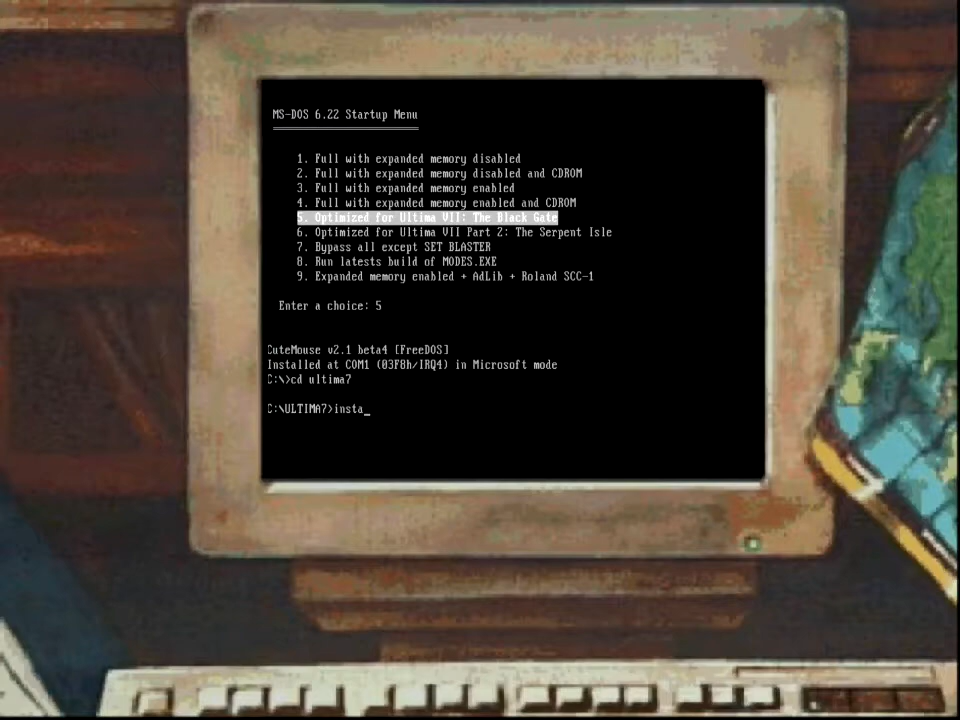 MS-DOS 6.22 Startup Menu
1. Full with expanded memory disabled
2. Full with expanded memory disabled and CDROM
3. Full with expanded memory enabled
4. Full with expanded memory enabled and CDROM
5. Optimized for Ultima VII: The Black Gate
6. Optimized for Ultima VII Part 2: The Serpent Isle
7. Bypass all except SET BLASTER
8. Run latests build of MODES.EXE
9. Expanded memory enabled + AdLib + Roland SCC-1
Enter a choice: 5
CuteMouse v2.1 beta4 [FreeDOS]
Installed at COM1 (03F8h/IRQ4) in Microsoft mode
C:\>cd ultima7
C:\ULTIMA7>insta_